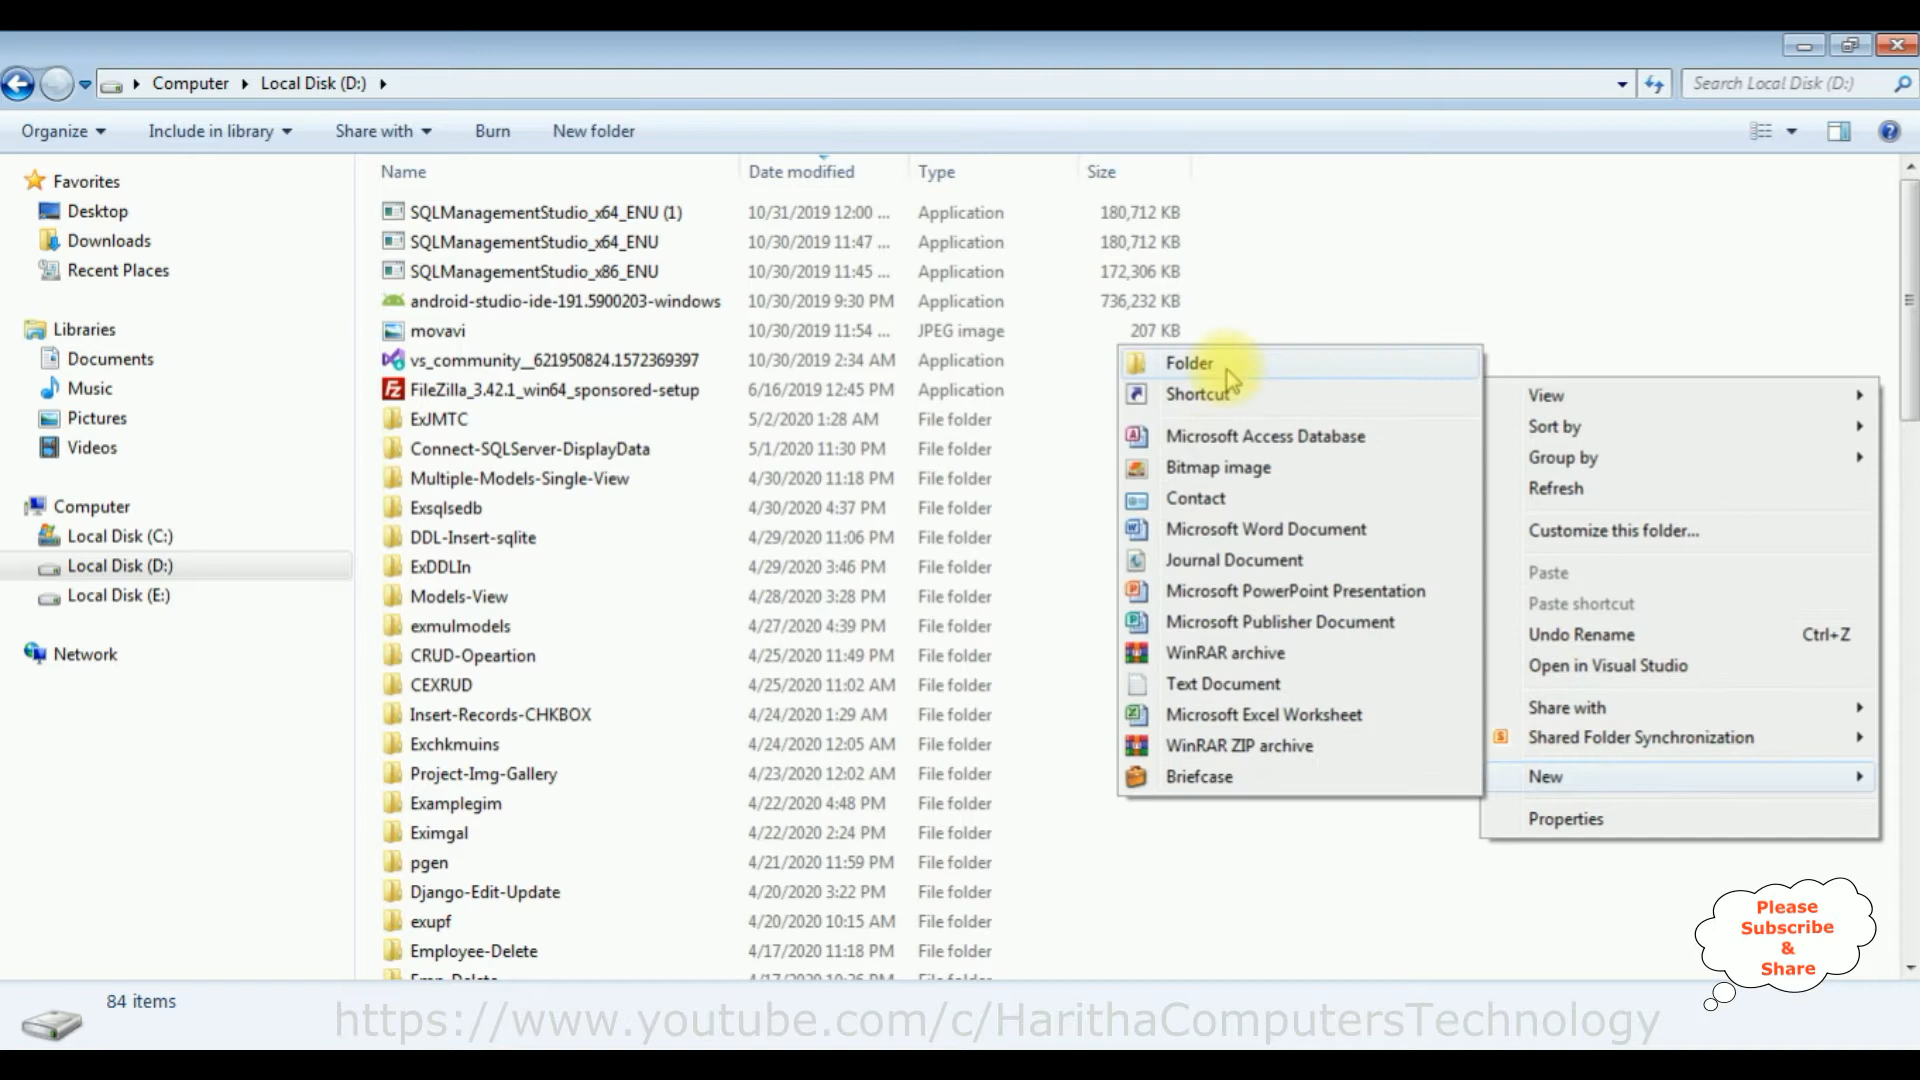 Computer Local Disk (D:)
Search Local Disk (D:)
Organize Include in library Share with Burn New folder
Favorites
Desktop
Downloads
Recent Places
Libraries
Documents
Music
Pictures
Videos
Computer
Local Disk (C:)
Local Disk (D:)
Local Disk (E:)
Network
Name Date modified Type Size
SQLManagementStudio_x64_ENU (1) 10/31/2019 12:00 ... Application 180,712 KB
SQLManagementStudio_x64_ENU 10/30/2019 11:47 ... Application 180,712 KB
SQLManagementStudio_x86_ENU 10/30/2019 11:45 ... Application 172,306 KB
android-studio-ide-191.5900203-windows 10/30/2019 9:30 PM Application 736,232 KB
movavi 10/30/2019 11:54 ... JPEG image 207 KB
vs_community__621950824.1572369397 10/30/2019 2:34 AM Application
FileZilla_3.42.1_win64_sponsored-setup 6/16/2019 12:45 PM Application
ExJMTC 5/2/2020 1:28 AM File folder
Connect-SQLServer-DisplayData 5/1/2020 11:30 PM File folder
Multiple-Models-Single-View 4/30/2020 11:18 PM File folder
Exsqlsedb 4/30/2020 4:37 PM File folder
DDL-Insert-sqlite 4/29/2020 11:06 PM File folder
ExDDLIn 4/29/2020 3:46 PM File folder
Models-View 4/28/2020 3:28 PM File folder
exmulmodels 4/27/2020 4:39 PM File folder
CRUD-Opeartion 4/25/2020 11:49 PM File folder
CEXRUD 4/25/2020 11:02 AM File folder
Insert-Records-CHKBOX 4/24/2020 1:29 AM File folder
Exchkmuins 4/24/2020 12:05 AM File folder
Project-Img-Gallery 4/23/2020 12:02 AM File folder
Examplegim 4/22/2020 4:48 PM File folder
Eximgal 4/22/2020 2:24 PM File folder
pgen 4/21/2020 11:59 PM File folder
Django-Edit-Update 4/20/2020 3:22 PM File folder
exupf 4/20/2020 10:15 AM File folder
Employee-Delete 4/17/2020 11:18 PM File folder
Folder
Shortcut
Microsoft Access Database
Bitmap image
Contact
Microsoft Word Document
Journal Document
Microsoft PowerPoint Presentation
Microsoft Publisher Document
WinRAR archive
Text Document
Microsoft Excel Worksheet
WinRAR ZIP archive
Briefcase
View
Sort by
Group by
Refresh
Customize this folder...
Paste
Paste shortcut
Undo Rename Ctrl+Z
Open in Visual Studio
Share with
Shared Folder Synchronization
New
Properties
Please
Subscribe
&
Share
84 items
https://www.youtube.com/c/HarithaComputersTechnology